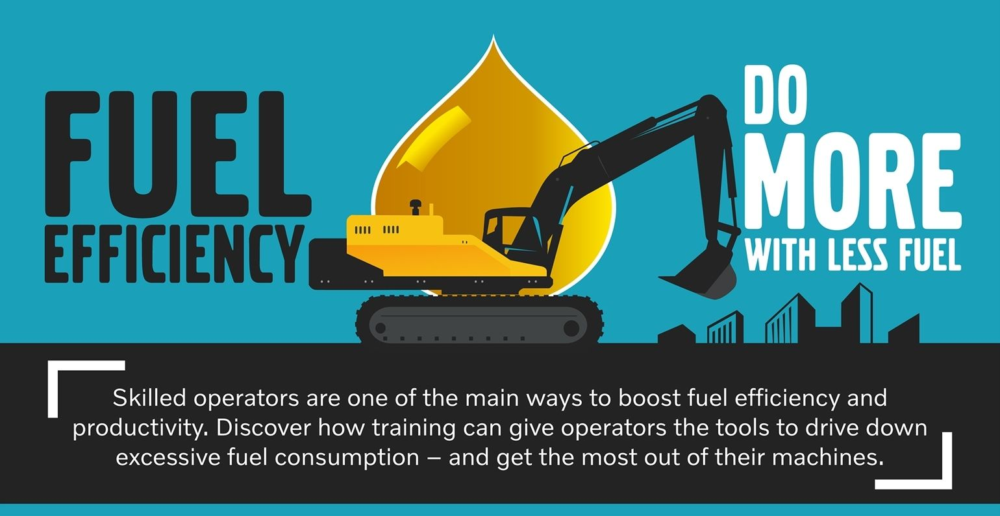 FUEL
EFFICIENCY
DO
MORE
WITH LESS FUEL
Skilled operators are one of the main ways to boost fuel efficiency and
productivity. Discover how training can give operators the tools to drive down
excessive fuel consumption – and get the most out of their machines.